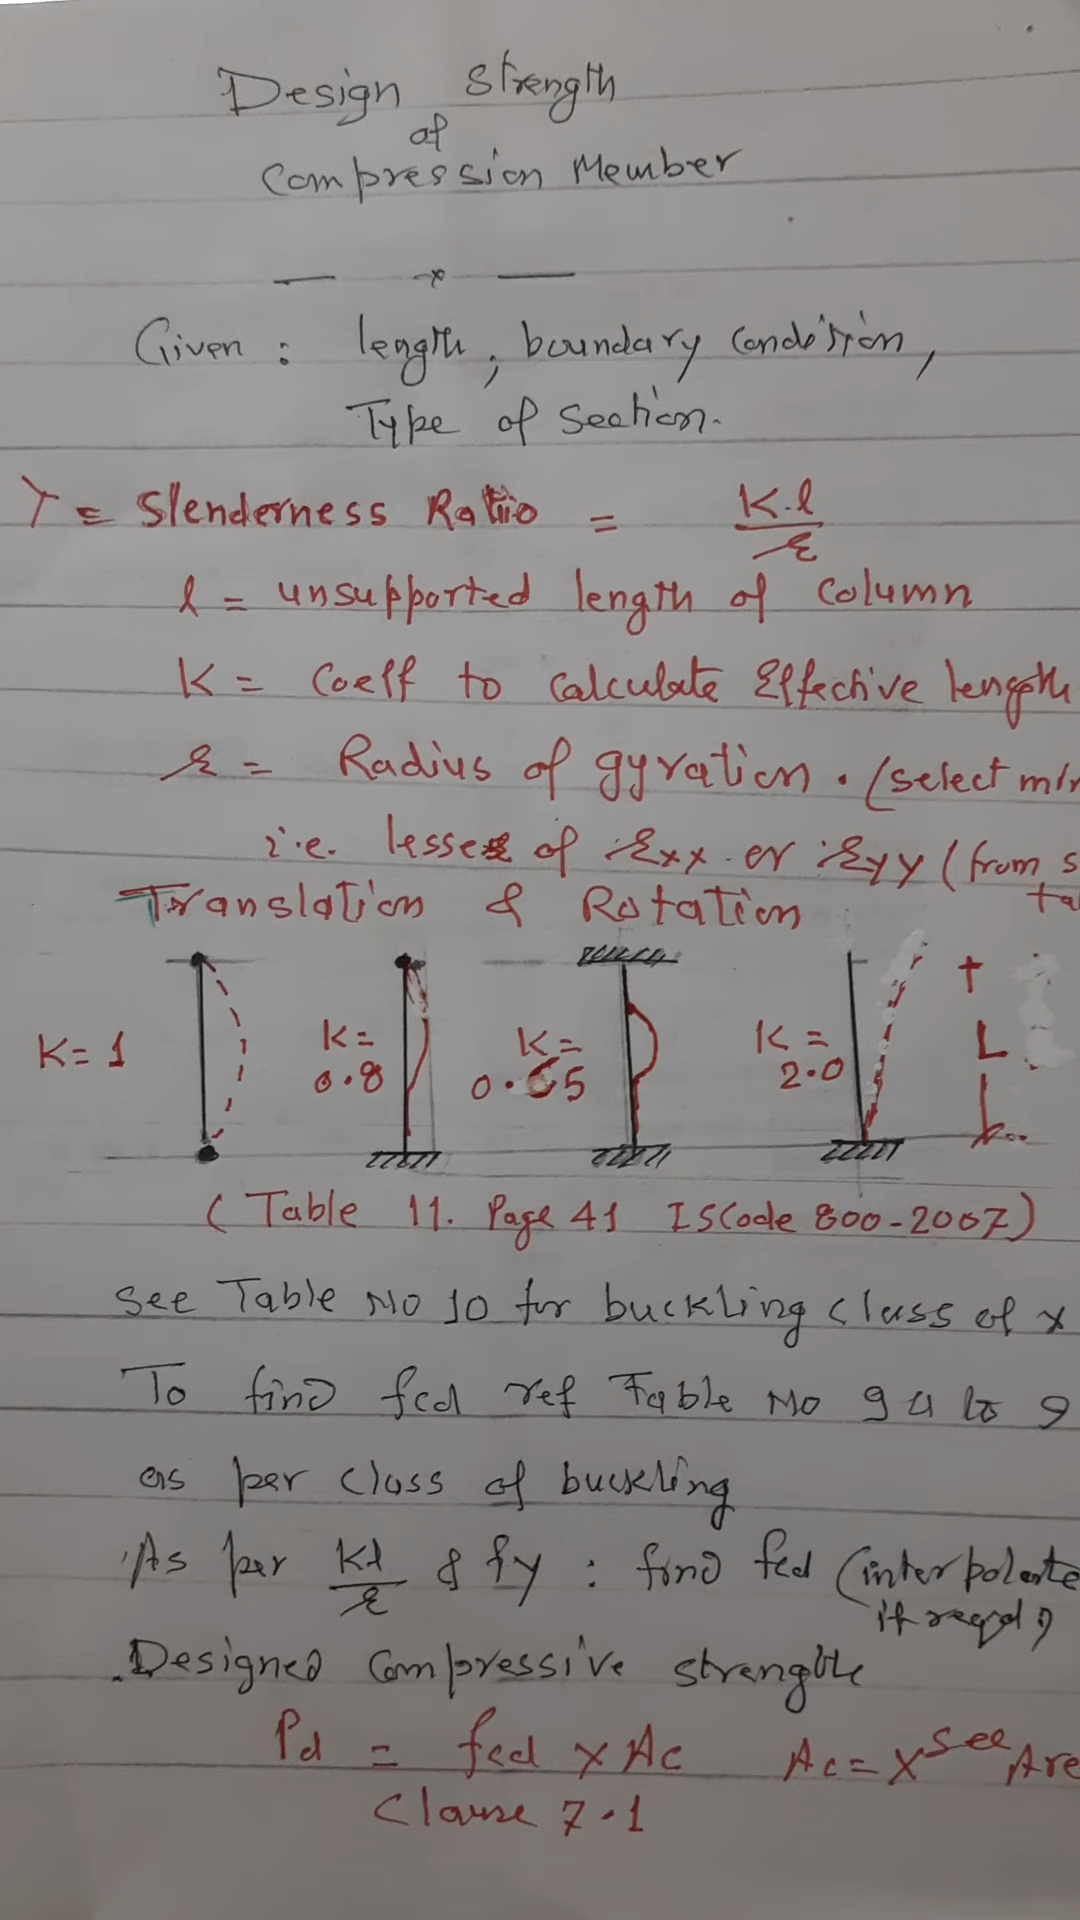 Design Strength
of
Compression Member
Given : length, boundary Condition,
Type of Section.
λ = Slenderness Ratio = K.l / r
l = unsupported length of Column
K = Coeff to Calculate Effective length
r = Radius of gyration. (select min
i.e. lesser of rxx or ryy (from s
Translation & Rotation ta
K=1 K= 0.8 K= 0.65 K= 2.0
(Table 11. Page 41 IS Code 800-2007)
See Table No 10 for buckling class of x
To find fcd ref Table No 9a to 9
as per class of buckling
As per Kl/r & fy : find fcd (interpolate
if reqd)
Designed Compressive strength
Pd = fcd x Ac Ac = x sec Are
Clause 7.1